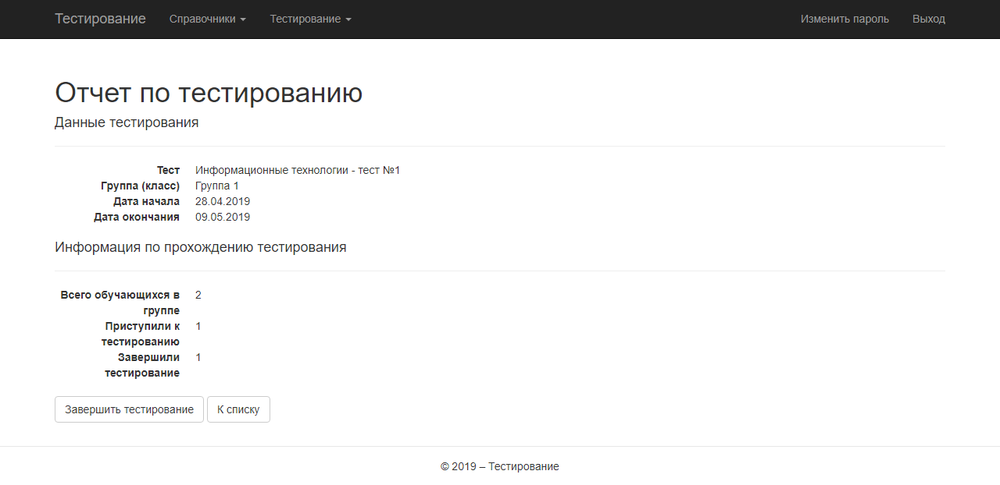 Тестирование Справочники Тестирование Изменить пароль Выход
Отчет по тестированию
Данные тестирования
Тест Информационные технологии - тест №1
Группа (класс) Группа 1
Дата начала 28.04.2019
Дата окончания 09.05.2019
Информация по прохождению тестирования
Всего обучающихся в 2
группе
Приступили к 1
тестированию
Завершили 1
тестирование
Завершить тестирование К списку
© 2019 – Тестирование